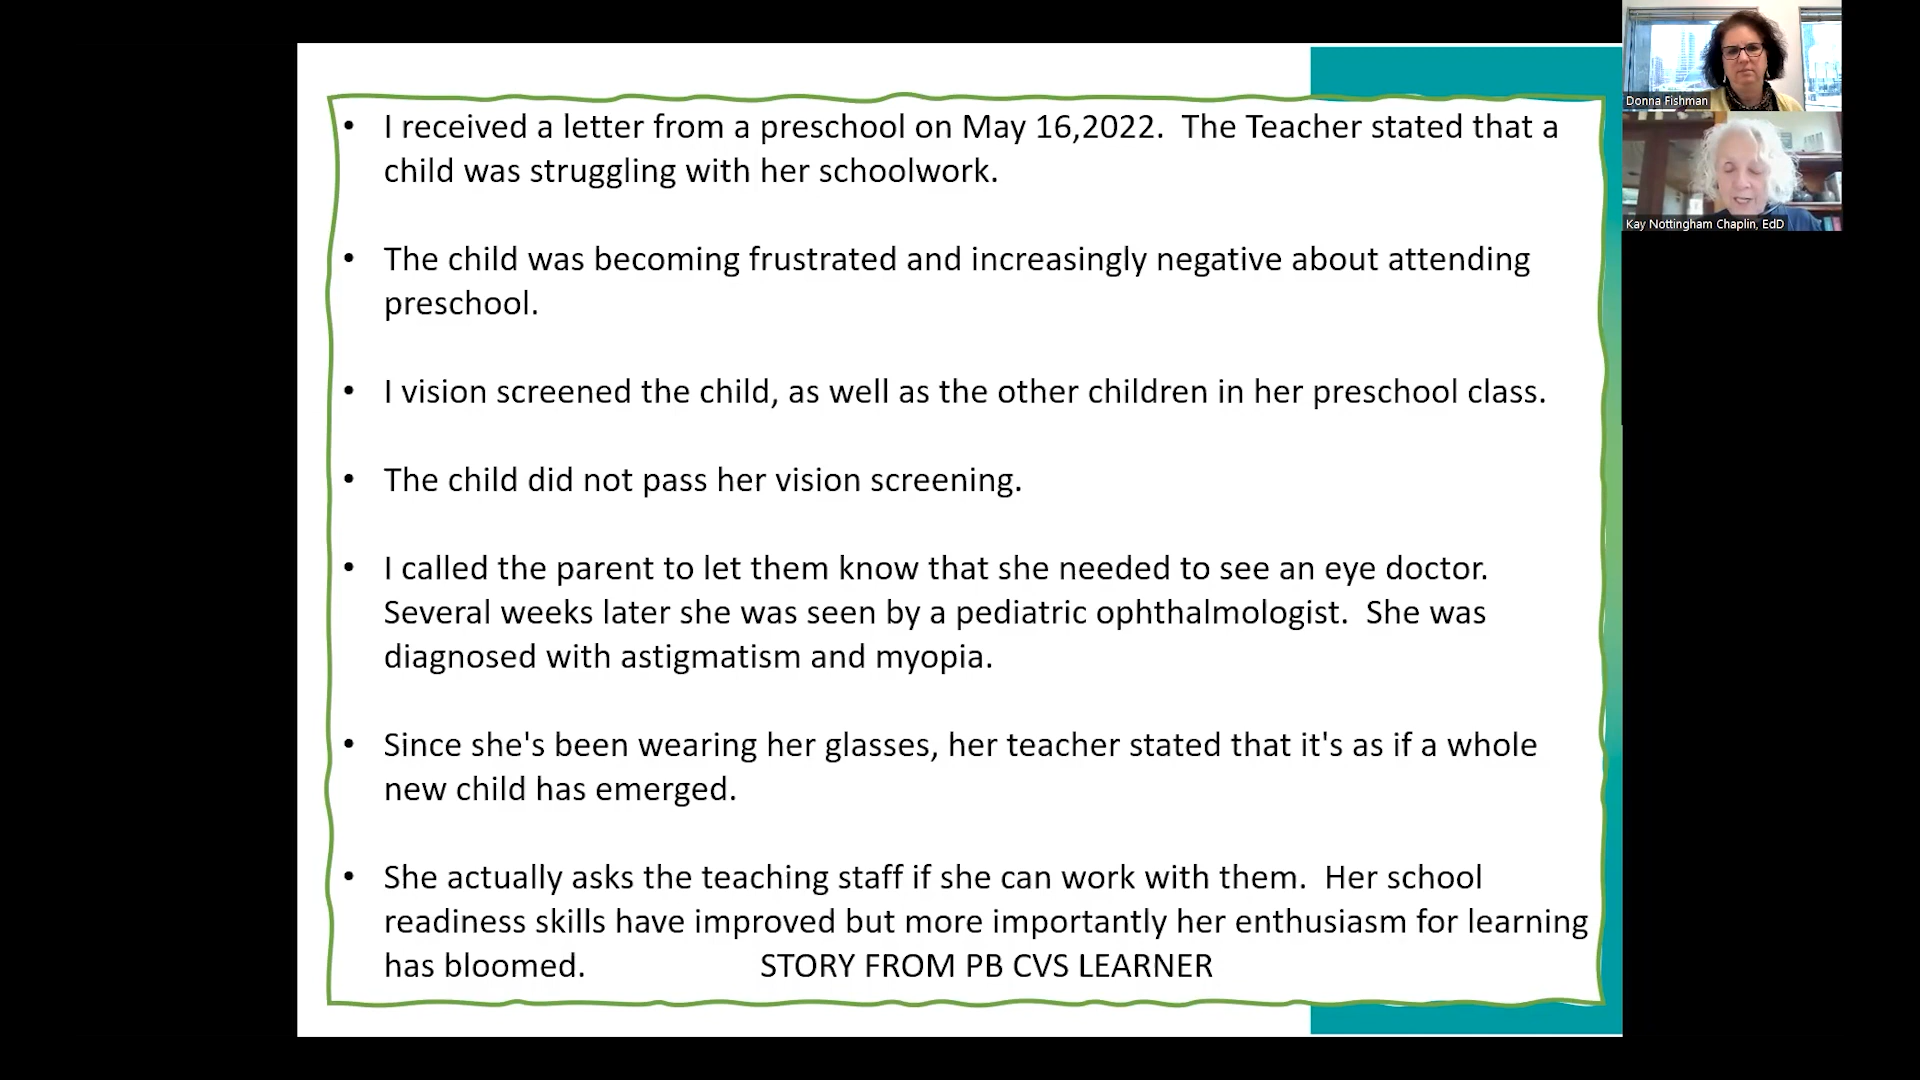 • I received a letter from a preschool on May 16,2022.  The Teacher stated that a
child was struggling with her schoolwork.
• The child was becoming frustrated and increasingly negative about attending
preschool.
• I vision screened the child, as well as the other children in her preschool class.
• The child did not pass her vision screening.
• I called the parent to let them know that she needed to see an eye doctor.
Several weeks later she was seen by a pediatric ophthalmologist.  She was
diagnosed with astigmatism and myopia.
• Since she's been wearing her glasses, her teacher stated that it's as if a whole
new child has emerged.
• She actually asks the teaching staff if she can work with them.  Her school
readiness skills have improved but more importantly her enthusiasm for learning
has bloomed. STORY FROM PB CVS LEARNER
Donna Fishman
Kay Nottingham Chaplin, EdD